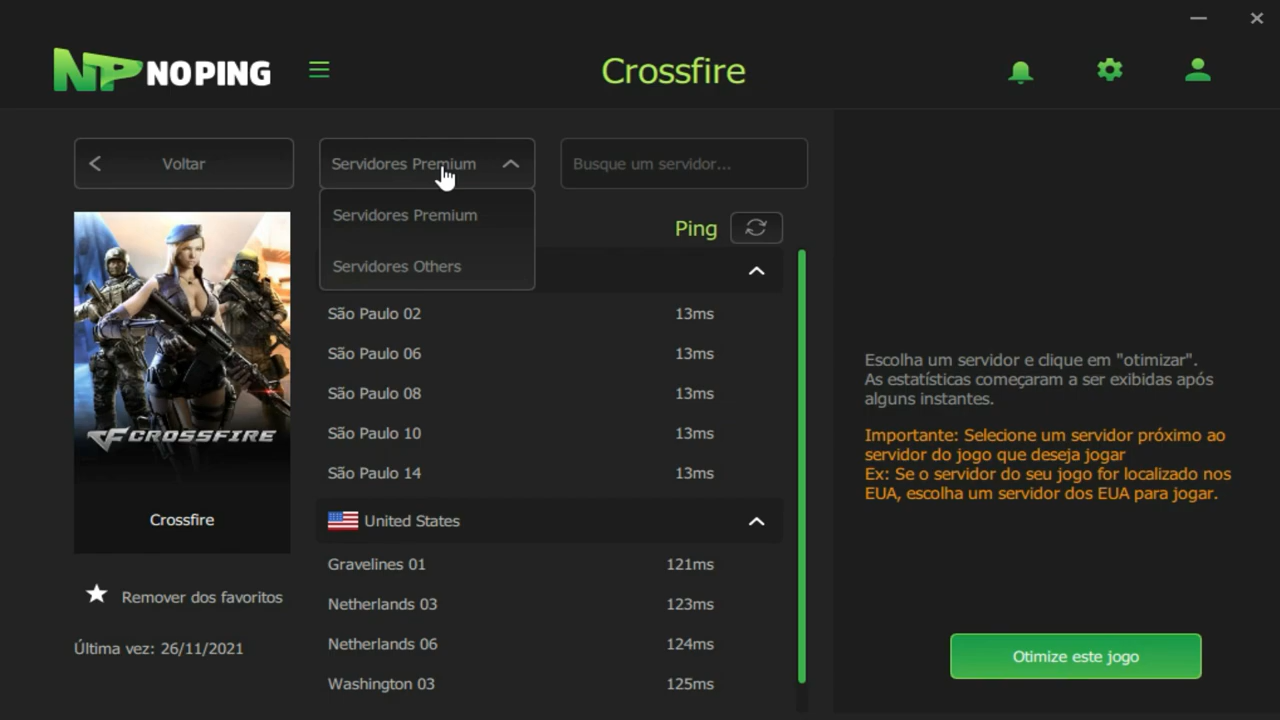 NP NOPING
Crossfire
Voltar
Servidores Premium
Busque um servidor...
Servidores Premium
Servidores Others
Ping
São Paulo 02 13ms
São Paulo 06 13ms
São Paulo 08 13ms
São Paulo 10 13ms
São Paulo 14 13ms
United States
Gravelines 01 121ms
Netherlands 03 123ms
Netherlands 06 124ms
Washington 03 125ms
CF CROSSFIRE
Crossfire
Remover dos favoritos
Última vez: 26/11/2021
Escolha um servidor e clique em "otimizar".
As estatísticas começaram a ser exibidas após
alguns instantes.
Importante: Selecione um servidor próximo ao
servidor do jogo que deseja jogar
Ex: Se o servidor do seu jogo for localizado nos
EUA, escolha um servidor dos EUA para jogar.
Otimize este jogo